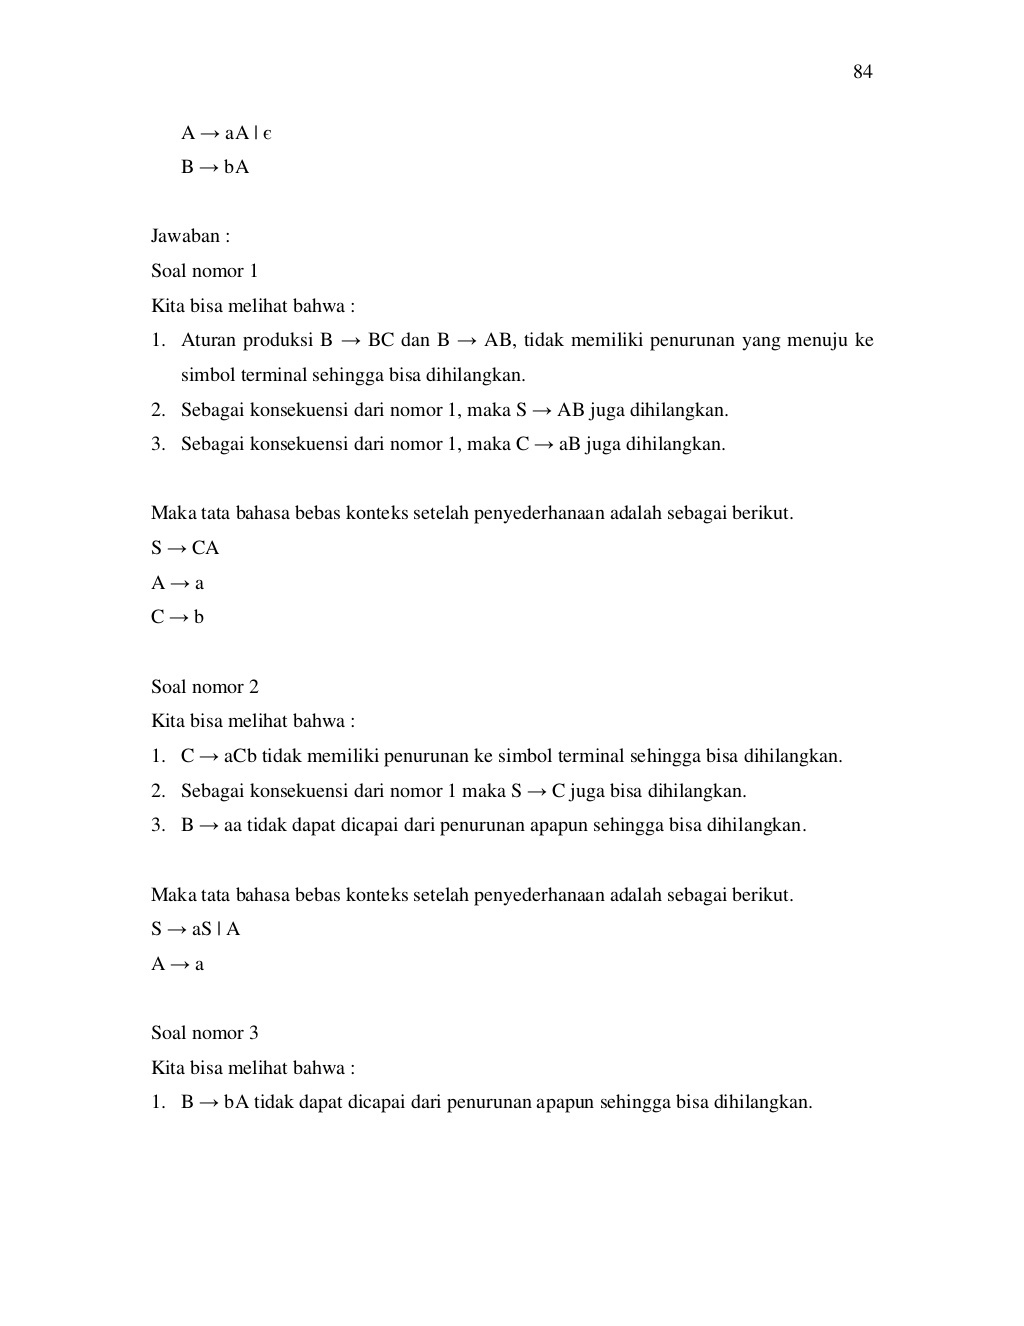 84
A → aA | ϵ
B → bA
Jawaban :
Soal nomor 1
Kita bisa melihat bahwa :
1. Aturan produksi B → BC dan B → AB, tidak memiliki penurunan yang menuju ke
simbol terminal sehingga bisa dihilangkan.
2. Sebagai konsekuensi dari nomor 1, maka S → AB juga dihilangkan.
3. Sebagai konsekuensi dari nomor 1, maka C → aB juga dihilangkan.
Maka tata bahasa bebas konteks setelah penyederhanaan adalah sebagai berikut.
S → CA
A → a
C → b
Soal nomor 2
Kita bisa melihat bahwa :
1. C → aCb tidak memiliki penurunan ke simbol terminal sehingga bisa dihilangkan.
2. Sebagai konsekuensi dari nomor 1 maka S → C juga bisa dihilangkan.
3. B → aa tidak dapat dicapai dari penurunan apapun sehingga bisa dihilangkan.
Maka tata bahasa bebas konteks setelah penyederhanaan adalah sebagai berikut.
S → aS | A
A → a
Soal nomor 3
Kita bisa melihat bahwa :
1. B → bA tidak dapat dicapai dari penurunan apapun sehingga bisa dihilangkan.